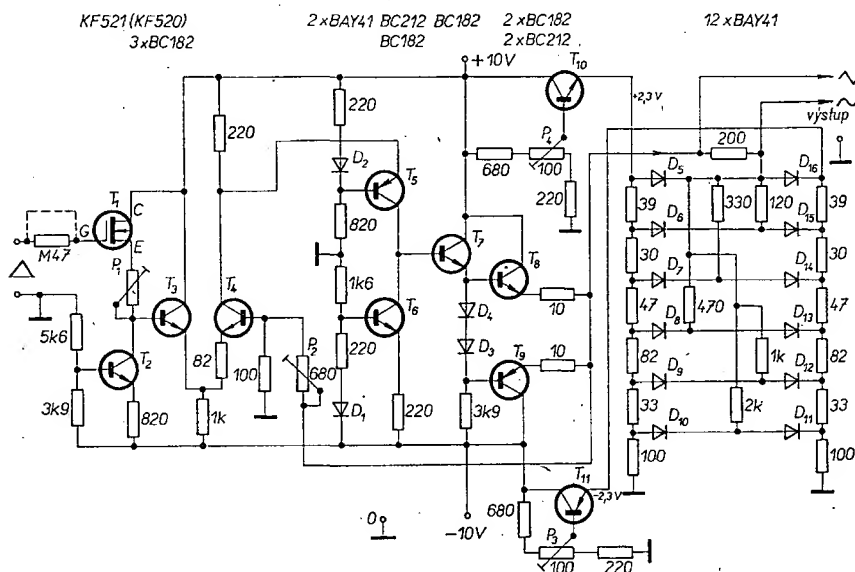 KF521 (KF520)
3xBC182
2xBAY41 BC212 BC182
BC182
2xBC182
2xBC212
12xBAY41
+10V
T10
+2,3V
výstup
220
220
680
P4
100
220
200
D2
T5
820
D5
D16
39
330
120
39
T1
C
G
E
M47
D6
D15
30
30
P1
T3
T4
1k6
T6
T7
T8
10
D7
D14
47
470
47
D4
D3
5k6
T2
82
100
P2
680
220
T9
10
D8
D13
82
1k
82
D9
D12
3k9
820
1k
D1
220
3k9
33
2k
33
D10
D11
100
100
T11
-2,3V
680
0
-10V
P3
100
220